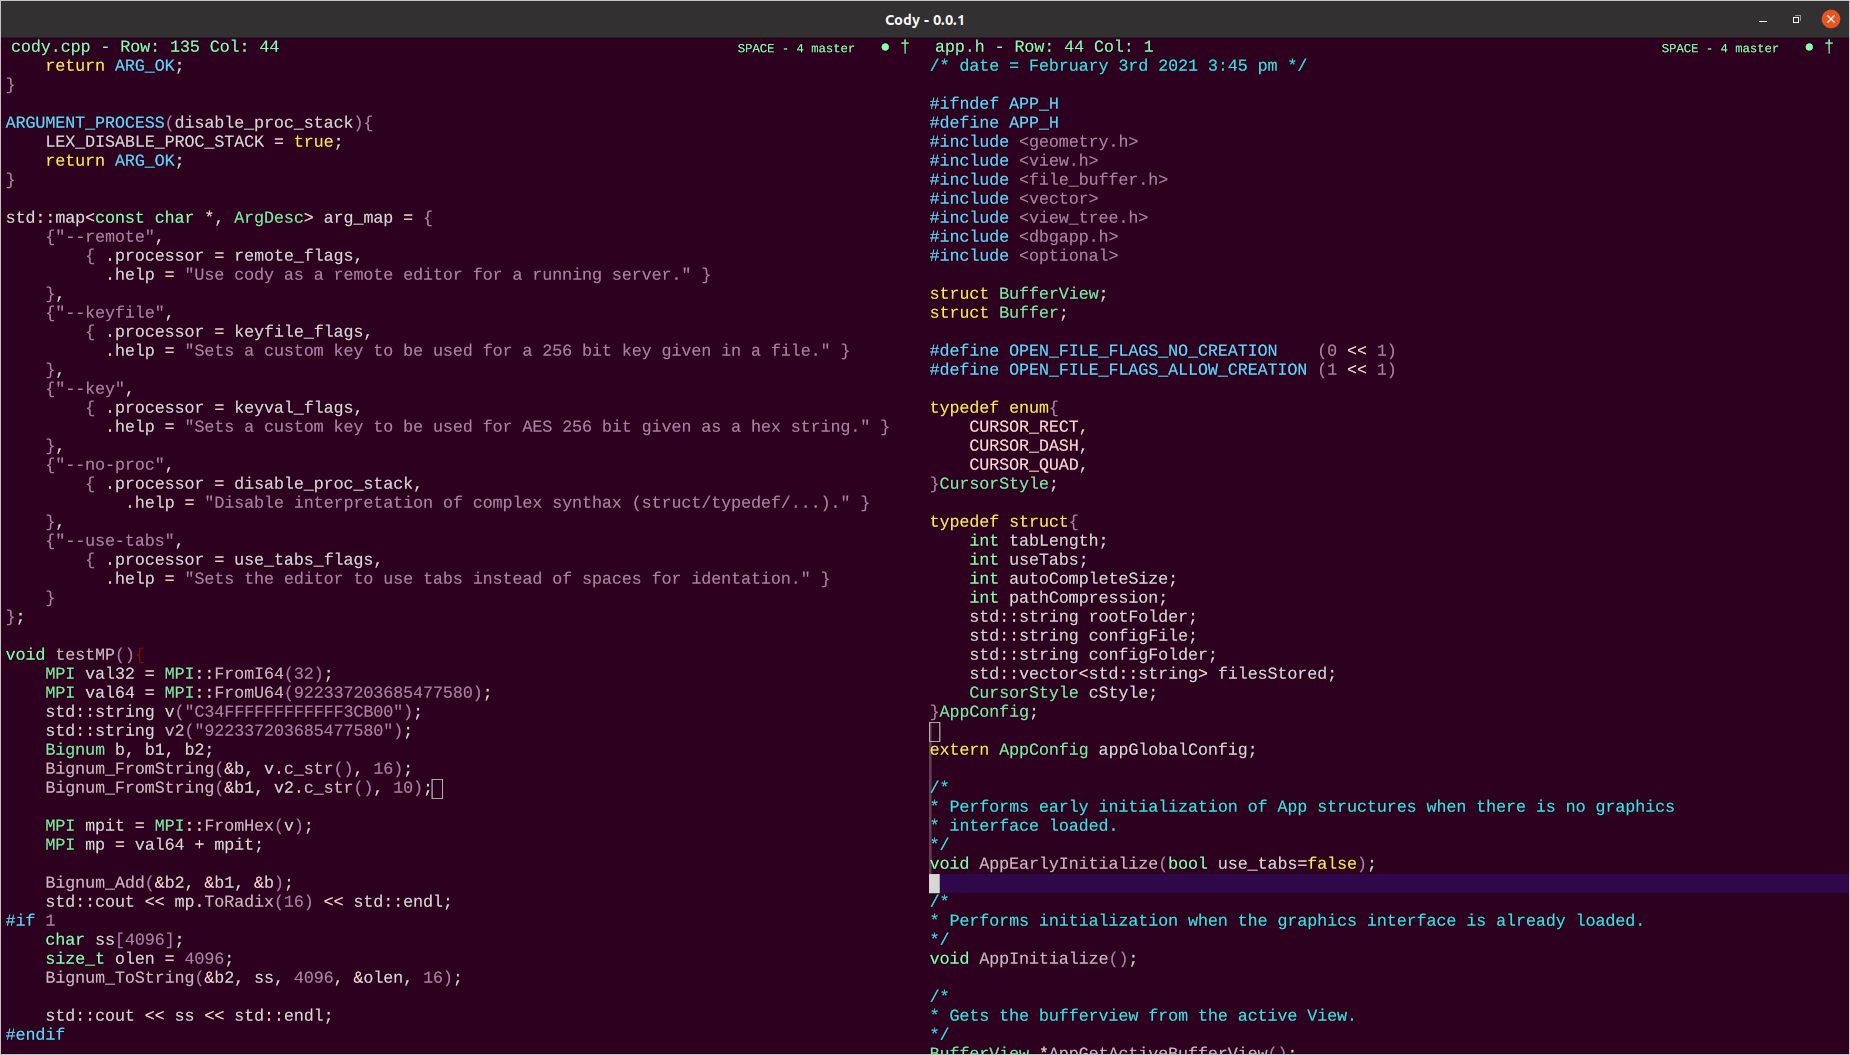 Cody - 0.0.1
cody.cpp - Row: 135 Col: 44
SPACE - 4 master
    return ARG_OK;
}

ARGUMENT_PROCESS(disable_proc_stack){
    LEX_DISABLE_PROC_STACK = true;
    return ARG_OK;
}

std::map<const char *, ArgDesc> arg_map = {
    {"--remote",
        { .processor = remote_flags,
          .help = "Use cody as a remote editor for a running server." }
    },
    {"--keyfile",
        { .processor = keyfile_flags,
          .help = "Sets a custom key to be used for a 256 bit key given in a file." }
    },
    {"--key",
        { .processor = keyval_flags,
          .help = "Sets a custom key to be used for AES 256 bit given as a hex string." }
    },
    {"--no-proc",
        { .processor = disable_proc_stack,
            .help = "Disable interpretation of complex synthax (struct/typedef/...)." }
    },
    {"--use-tabs",
        { .processor = use_tabs_flags,
          .help = "Sets the editor to use tabs instead of spaces for identation." }
    }
};

void testMP(){
    MPI val32 = MPI::FromI64(32);
    MPI val64 = MPI::FromU64(922337203685477580);
    std::string v("C34FFFFFFFFFFFF3CB00");
    std::string v2("922337203685477580");
    Bignum b, b1, b2;
    Bignum_FromString(&b, v.c_str(), 16);
    Bignum_FromString(&b1, v2.c_str(), 10);

    MPI mpit = MPI::FromHex(v);
    MPI mp = val64 + mpit;

    Bignum_Add(&b2, &b1, &b);
    std::cout << mp.ToRadix(16) << std::endl;
#if 1
    char ss[4096];
    size_t olen = 4096;
    Bignum_ToString(&b2, ss, 4096, &olen, 16);

    std::cout << ss << std::endl;
#endif
app.h - Row: 44 Col: 1
SPACE - 4 master
/* date = February 3rd 2021 3:45 pm */

#ifndef APP_H
#define APP_H
#include <geometry.h>
#include <view.h>
#include <file_buffer.h>
#include <vector>
#include <view_tree.h>
#include <dbgapp.h>
#include <optional>

struct BufferView;
struct Buffer;

#define OPEN_FILE_FLAGS_NO_CREATION    (0 << 1)
#define OPEN_FILE_FLAGS_ALLOW_CREATION (1 << 1)

typedef enum{
    CURSOR_RECT,
    CURSOR_DASH,
    CURSOR_QUAD,
}CursorStyle;

typedef struct{
    int tabLength;
    int useTabs;
    int autoCompleteSize;
    int pathCompression;
    std::string rootFolder;
    std::string configFile;
    std::string configFolder;
    std::vector<std::string> filesStored;
    CursorStyle cStyle;
}AppConfig;

extern AppConfig appGlobalConfig;

/*
* Performs early initialization of App structures when there is no graphics
* interface loaded.
*/
void AppEarlyInitialize(bool use_tabs=false);

/*
* Performs initialization when the graphics interface is already loaded.
*/
void AppInitialize();

/*
* Gets the bufferview from the active View.
*/
BufferView *AppGetActiveBufferView();